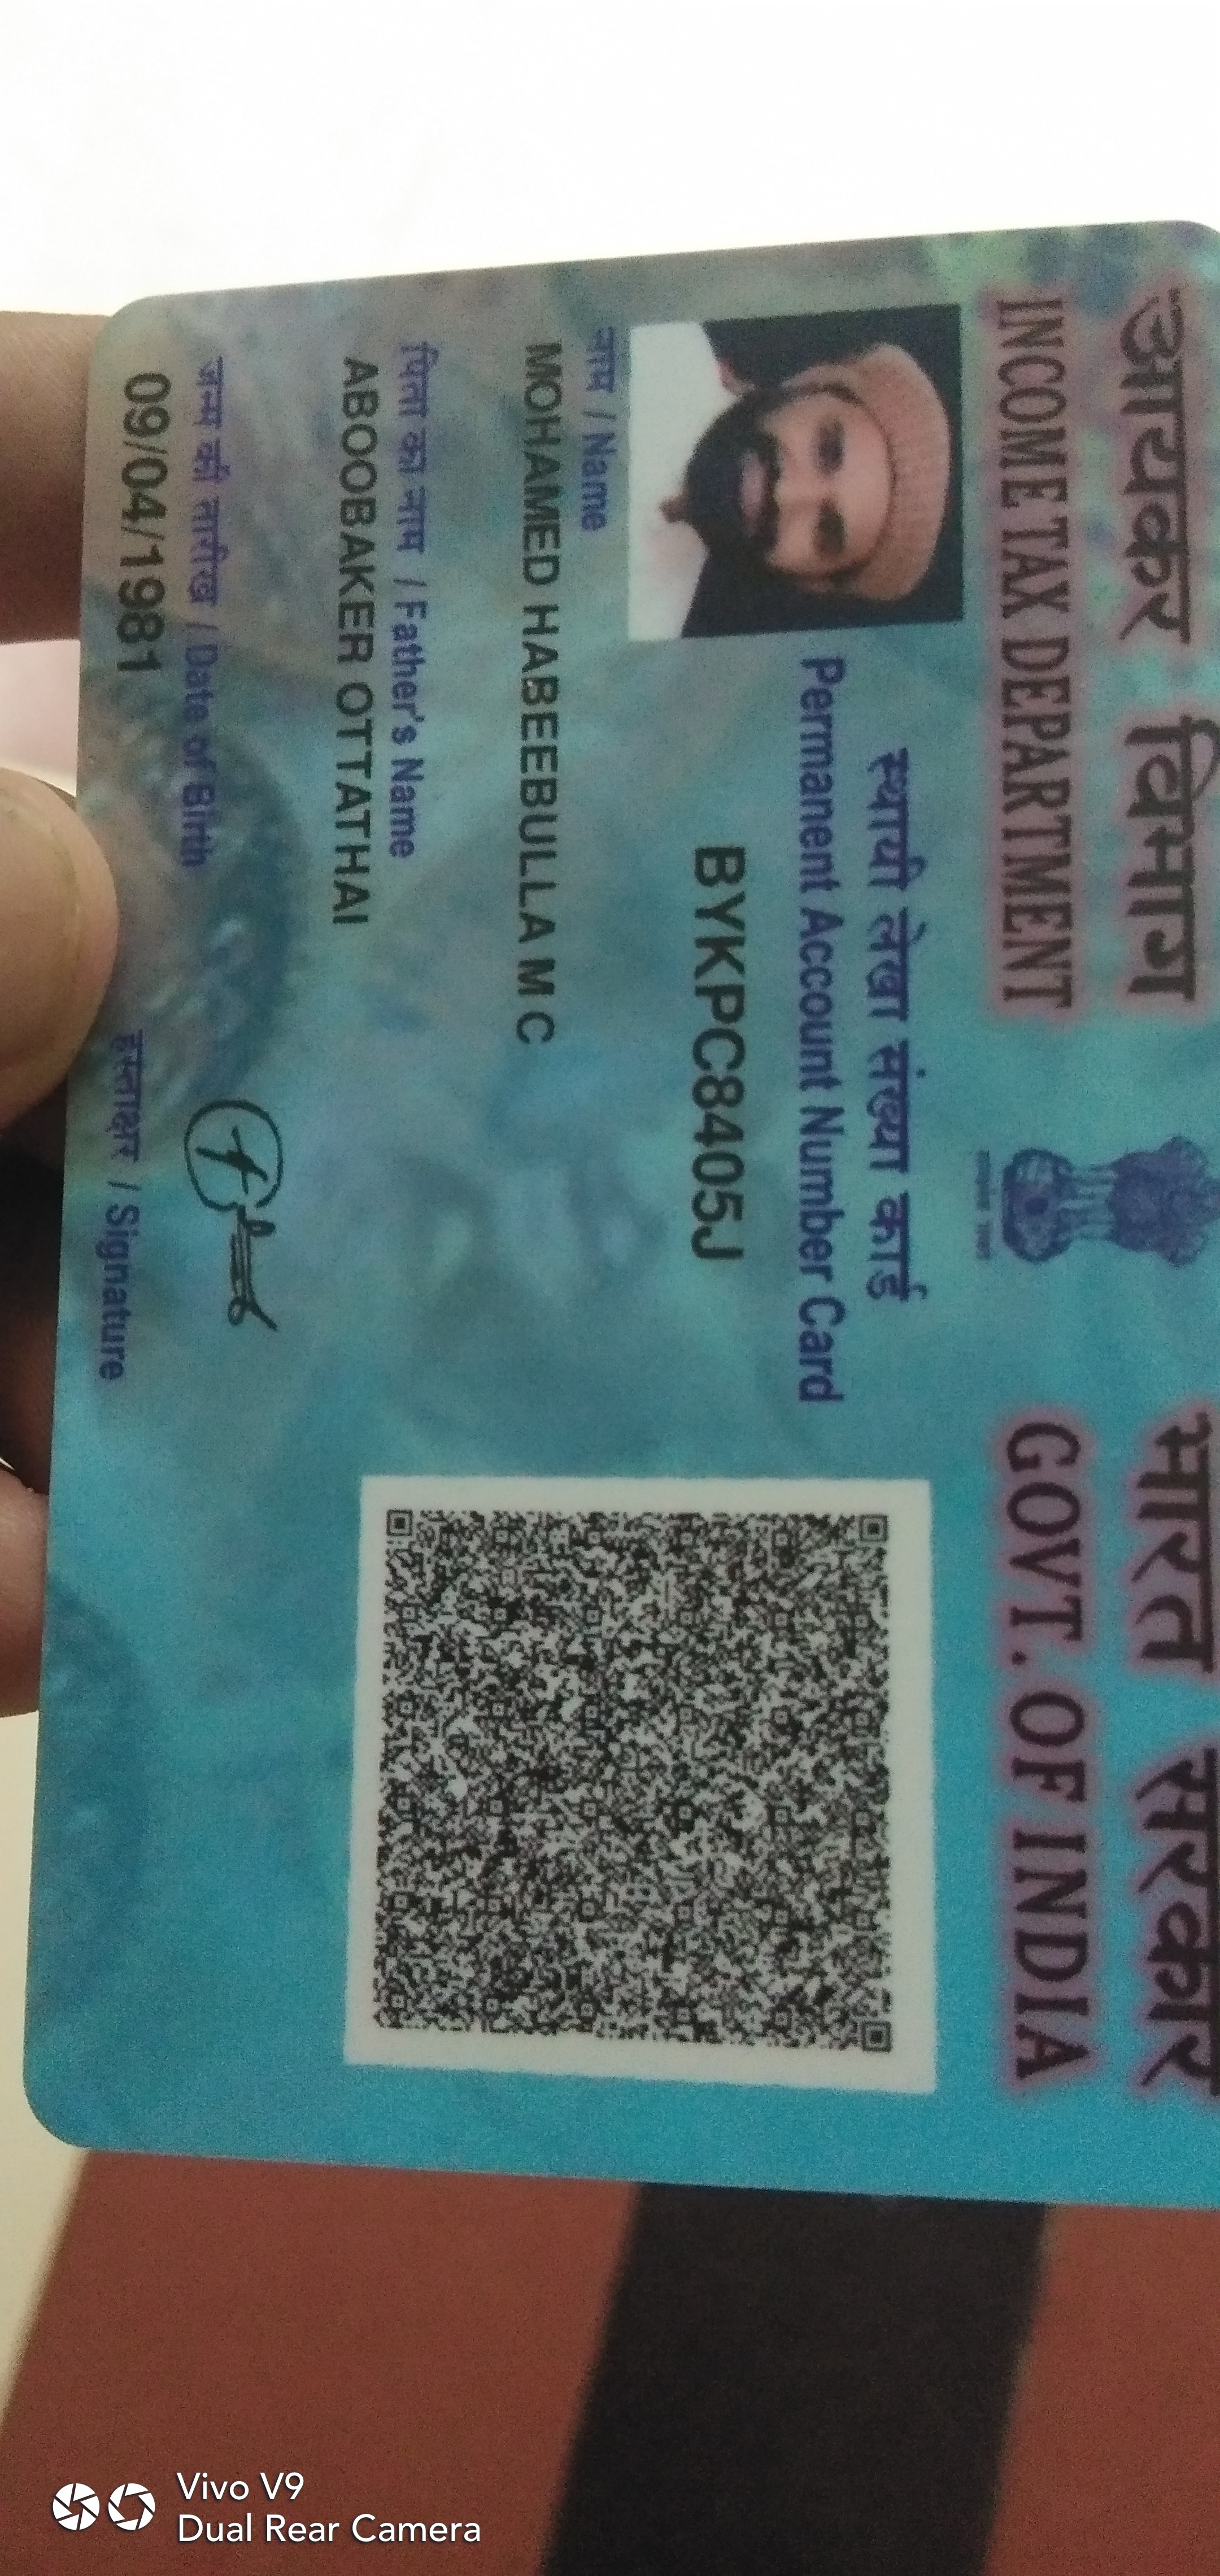 आयकर विभाग
INCOME TAX DEPARTMENT
भारत सरकार
GOVT. OF INDIA
स्थायी लेखा संख्या कार्ड
Permanent Account Number Card
BYKPC8405J
नाम / Name
MOHAMED HABEEBULLA M C
पिता का नाम / Father's Name
ABOOBAKER OTTATHAI
जन्म की तारीख / Date of Birth
09/04/1981
हस्ताक्षर / Signature
Vivo V9
Dual Rear Camera